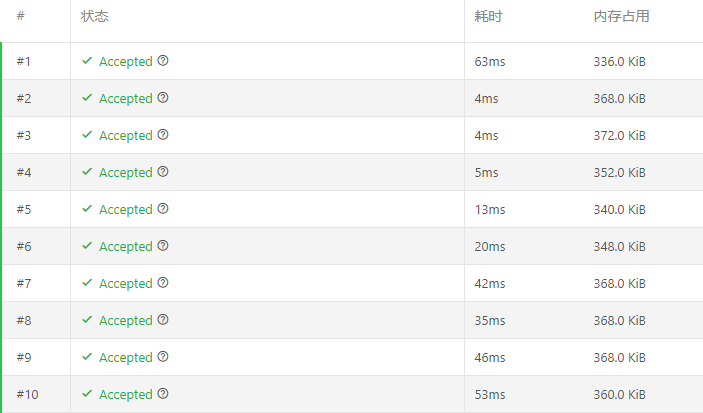 # 状态 耗时 内存占用
#1 Accepted 63ms 336.0 KiB
#2 Accepted 4ms 368.0 KiB
#3 Accepted 4ms 372.0 KiB
#4 Accepted 5ms 352.0 KiB
#5 Accepted 13ms 340.0 KiB
#6 Accepted 20ms 348.0 KiB
#7 Accepted 42ms 368.0 KiB
#8 Accepted 35ms 368.0 KiB
#9 Accepted 46ms 368.0 KiB
#10 Accepted 53ms 360.0 KiB